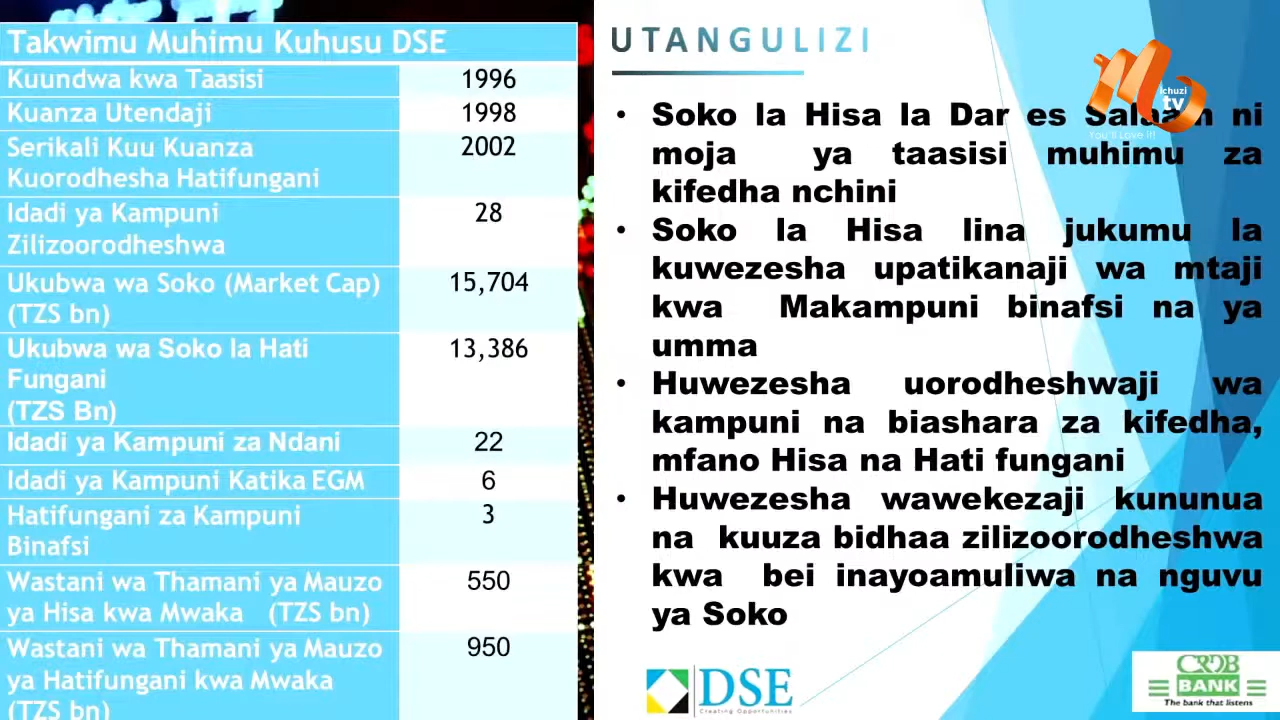 Takwimu Muhimu Kuhusu DSE
Kuundwa kwa Taasisi 1996
Kuanza Utendaji 1998
Serikali Kuu Kuanza 2002
Kuorodhesha Hatifungani
Idadi ya Kampuni 28
Zilizoorodheshwa
Ukubwa wa Soko (Market Cap) 15,704
(TZS bn)
Ukubwa wa Soko la Hati 13,386
Fungani
(TZS Bn)
Idadi ya Kampuni za Ndani 22
Idadi ya Kampuni Katika EGM 6
Hatifungani za Kampuni 3
Binafsi
Wastani wa Thamani ya Mauzo 550
ya Hisa kwa Mwaka (TZS bn)
Wastani wa Thamani ya Mauzo 950
ya Hatifungani kwa Mwaka
(TZS bn)
UTANGULIZI
• Soko la Hisa la Dar es Salaam ni
moja ya taasisi muhimu za
kifedha nchini
• Soko la Hisa lina jukumu la
kuwezesha upatikanaji wa mtaji
kwa Makampuni binafsi na ya
umma
• Huwezesha uorodheshwaji wa
kampuni na biashara za kifedha,
mfano Hisa na Hati fungani
• Huwezesha wawekezaji kununua
na kuuza bidhaa zilizoorodheshwa
kwa bei inayoamuliwa na nguvu
ya Soko
Michuzi
tv
You'll Love it!
DSE
Creating Opportunities
CRDB
BANK
The bank that listens